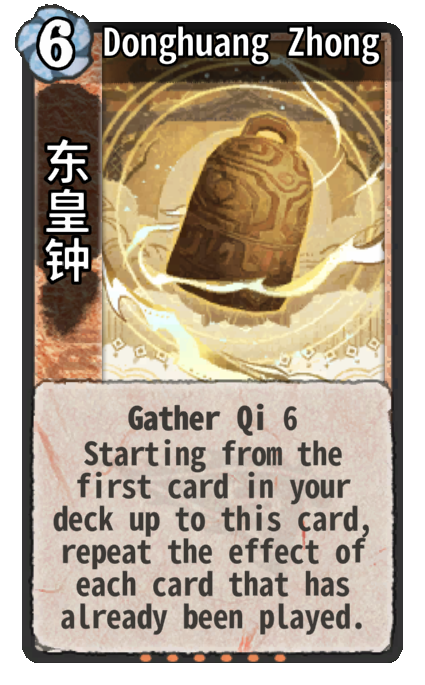 6 Donghuang Zhong
东皇钟
Gather Qi 6
Starting from the
first card in your
deck up to this card,
repeat the effect of
each card that has
already been played.